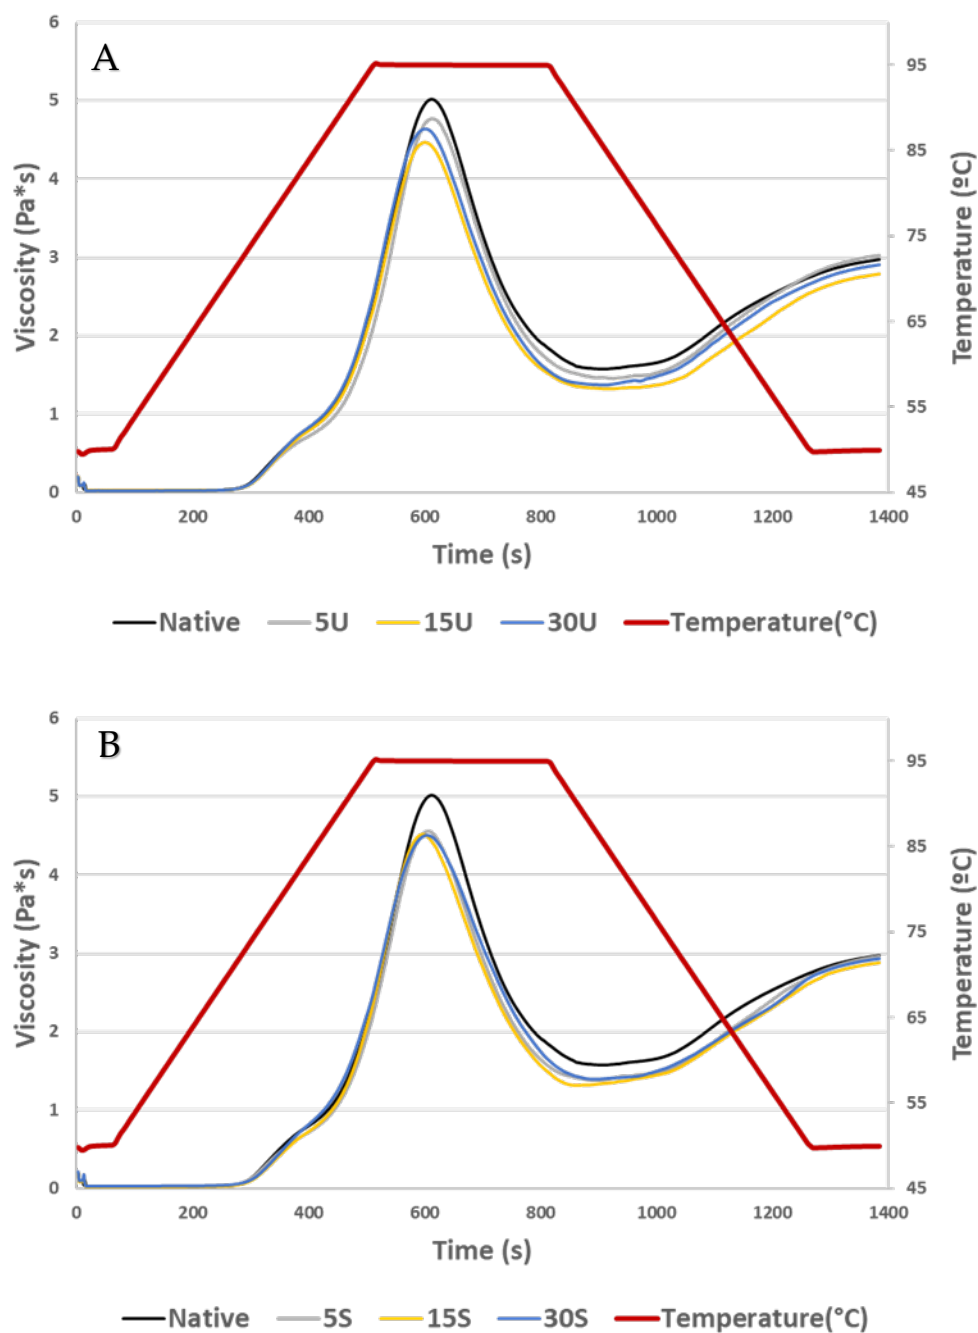 A
6
5
4
3
2
1
0
Viscosity (Pa*s)
95
85
75
65
55
45
Temperature (ºC)
0 200 400 600 800 1000 1200 1400
Time (s)
Native 5U 15U 30U Temperature(°C)
B
6
5
4
3
2
1
0
Viscosity (Pa*s)
95
85
75
65
55
45
Temperature (ºC)
0 200 400 600 800 1000 1200 1400
Time (s)
Native 5S 15S 30S Temperature(°C)